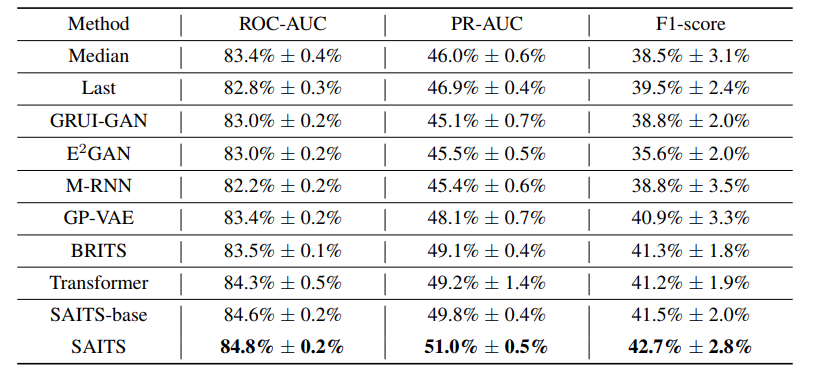 Method ROC-AUC PR-AUC F1-score
Median 83.4% ± 0.4% 46.0% ± 0.6% 38.5% ± 3.1%
Last 82.8% ± 0.3% 46.9% ± 0.4% 39.5% ± 2.4%
GRUI-GAN 83.0% ± 0.2% 45.1% ± 0.7% 38.8% ± 2.0%
E²GAN 83.0% ± 0.2% 45.5% ± 0.5% 35.6% ± 2.0%
M-RNN 82.2% ± 0.2% 45.4% ± 0.6% 38.8% ± 3.5%
GP-VAE 83.4% ± 0.2% 48.1% ± 0.7% 40.9% ± 3.3%
BRITS 83.5% ± 0.1% 49.1% ± 0.4% 41.3% ± 1.8%
Transformer 84.3% ± 0.5% 49.2% ± 1.4% 41.2% ± 1.9%
SAITS-base 84.6% ± 0.2% 49.8% ± 0.4% 41.5% ± 2.0%
SAITS 84.8% ± 0.2% 51.0% ± 0.5% 42.7% ± 2.8%